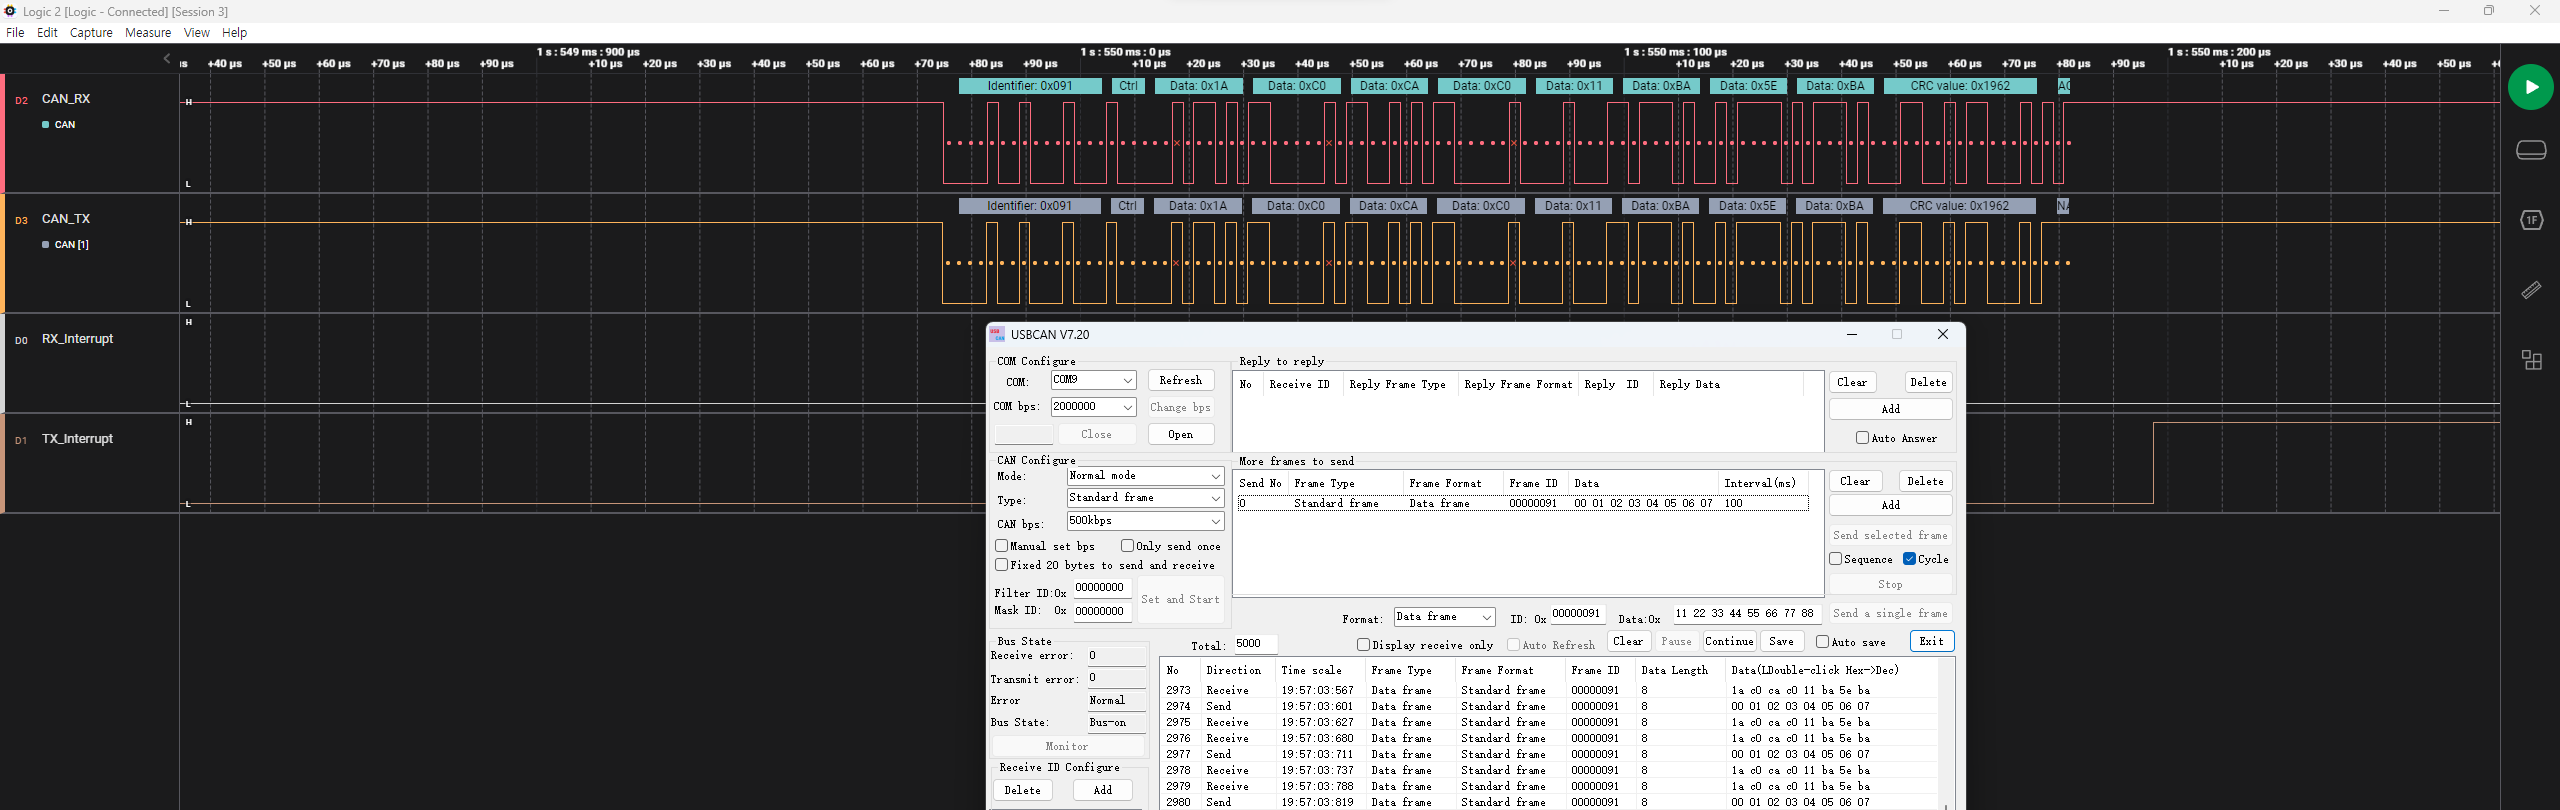 Logic 2 [Logic - Connected] [Session 3]
File Edit Capture Measure View Help
1 s : 549 ms : 900 µs 1 s : 550 ms : 0 µs 1 s : 550 ms : 100 µs 1 s : 550 ms : 200 µs
+40 µs +50 µs +60 µs +70 µs +80 µs +90 µs +10 µs +20 µs +30 µs +40 µs +50 µs +60 µs +70 µs +80 µs +90 µs +10 µs +20 µs +30 µs +40 µs +50 µs +60 µs +70 µs +80 µs +90 µs +10 µs +20 µs +30 µs +40 µs +50 µs +60 µs +70 µs +80 µs +90 µs +10 µs +20 µs +30 µs +40 µs +50 µs
Identifier: 0x091 Ctrl Data: 0x1A Data: 0xC0 Data: 0xCA Data: 0xC0 Data: 0x11 Data: 0xBA Data: 0x5E Data: 0xBA CRC value: 0x1962
D2 CAN_RX H
CAN
L
Identifier: 0x091 Ctrl Data: 0x1A Data: 0xC0 Data: 0xCA Data: 0xC0 Data: 0x11 Data: 0xBA Data: 0x5E Data: 0xBA CRC value: 0x1962
D3 CAN_TX H
CAN [1]
L
H
D0 RX_Interrupt
L
H
D1 TX_Interrupt
L
1F
USBCAN V7.20
COM Configure
COM: COM9 Refresh
COM bps: 2000000 Change bps
Close Open
CAN Configure
Mode: Normal mode
Type: Standard frame
CAN bps: 500kbps
Manual set bps Only send once
Fixed 20 bytes to send and receive
Filter ID:0x 00000000
Mask ID: 0x 00000000
Set and Start
Bus State
Receive error: 0
Transmit error: 0
Error Normal
Bus State: Bus-on
Monitor
Receive ID Configure
Delete Add
Reply to reply
No Receive ID Reply Frame Type Reply Frame Format Reply ID Reply Data
Clear Delete
Add
Auto Answer
More frames to send
Send No Frame Type Frame Format Frame ID Data Interval(ms)
0 Standard frame Data frame 00000091 00 01 02 03 04 05 06 07 100
Clear Delete
Add
Send selected frame
Sequence Cycle
Stop
Format: Data frame ID: 0x 00000091 Data:0x 11 22 33 44 55 66 77 88 Send a single frame
Total: 5000 Display receive only Auto Refresh Clear Pause Continue Save Auto save Exit
No Direction Time scale Frame Type Frame Format Frame ID Data Length Data(LDouble-click Hex->Dec)
2973 Receive 19:57:03:567 Data frame Standard frame 00000091 8 1a c0 ca c0 11 ba 5e ba
2974 Send 19:57:03:601 Data frame Standard frame 00000091 8 00 01 02 03 04 05 06 07
2975 Receive 19:57:03:627 Data frame Standard frame 00000091 8 1a c0 ca c0 11 ba 5e ba
2976 Receive 19:57:03:680 Data frame Standard frame 00000091 8 1a c0 ca c0 11 ba 5e ba
2977 Send 19:57:03:711 Data frame Standard frame 00000091 8 00 01 02 03 04 05 06 07
2978 Receive 19:57:03:737 Data frame Standard frame 00000091 8 1a c0 ca c0 11 ba 5e ba
2979 Receive 19:57:03:788 Data frame Standard frame 00000091 8 1a c0 ca c0 11 ba 5e ba
2980 Send 19:57:03:819 Data frame Standard frame 00000091 8 00 01 02 03 04 05 06 07